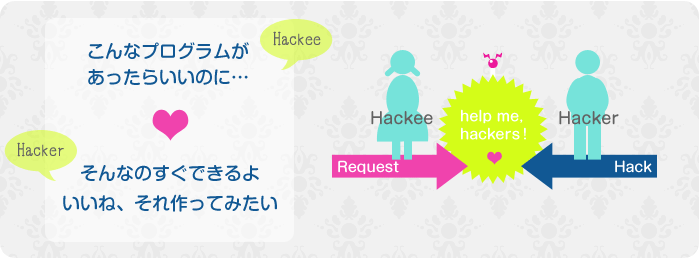 Hackee
こんなプログラムが
あったらいいのに…
Hacker
そんなのすぐできるよ
いいね、それ作ってみたい
Hackee
help me,
hackers!
Hacker
Request
Hack